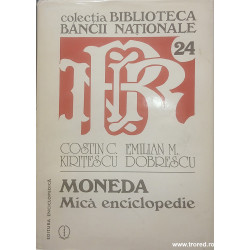 colecția BIBLIOTECA
BĂNCII NAȚIONALE
24
COSTIN C. EMILIAN M.
KIRIȚESCU DOBRESCU
MONEDA
Mică enciclopedie
EDITURA ENCICLOPEDICĂ
www.trored.ro